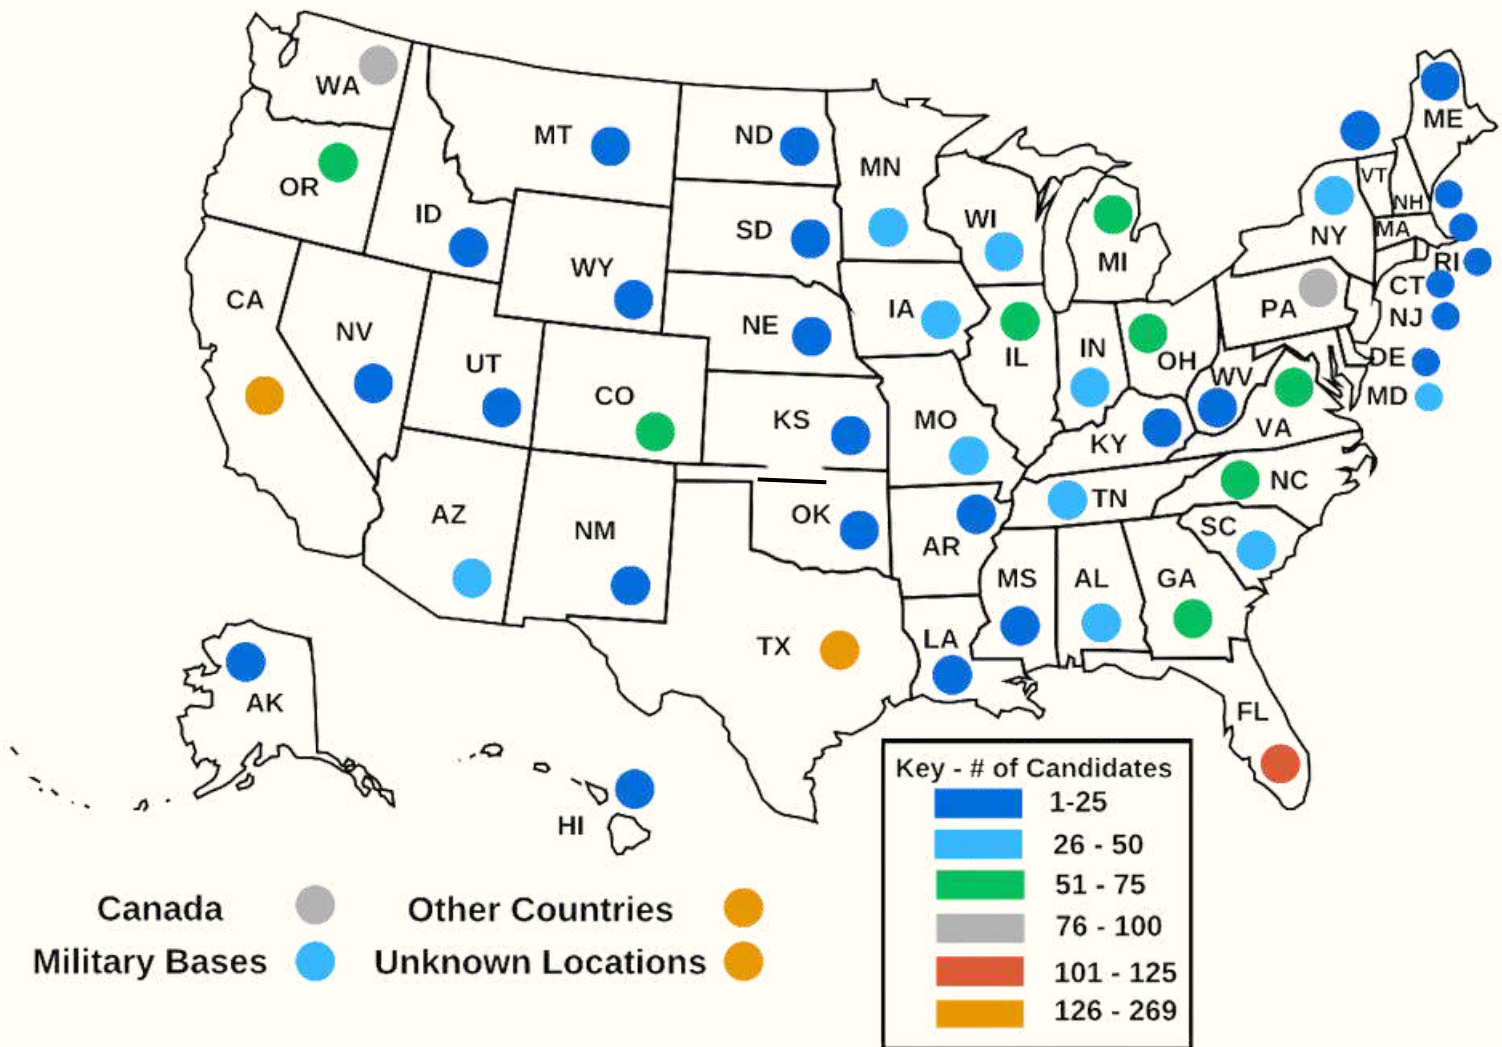 WA
ME
MT
ND
MN
VT
OR
ID
SD
WI
NH
NY
MA
MI
WY
RI
CA
CT
NV
NE
IA
PA
NJ
UT
IL
IN
OH
DE
CO
WV
MD
KS
MO
KY
VA
AZ
NM
OK
TN
NC
AR
SC
MS
AL
GA
TX
LA
AK
FL
HI
Key - # of Candidates
1-25
26 - 50
51 - 75
76 - 100
101 - 125
126 - 269
Canada
Other Countries
Military Bases
Unknown Locations